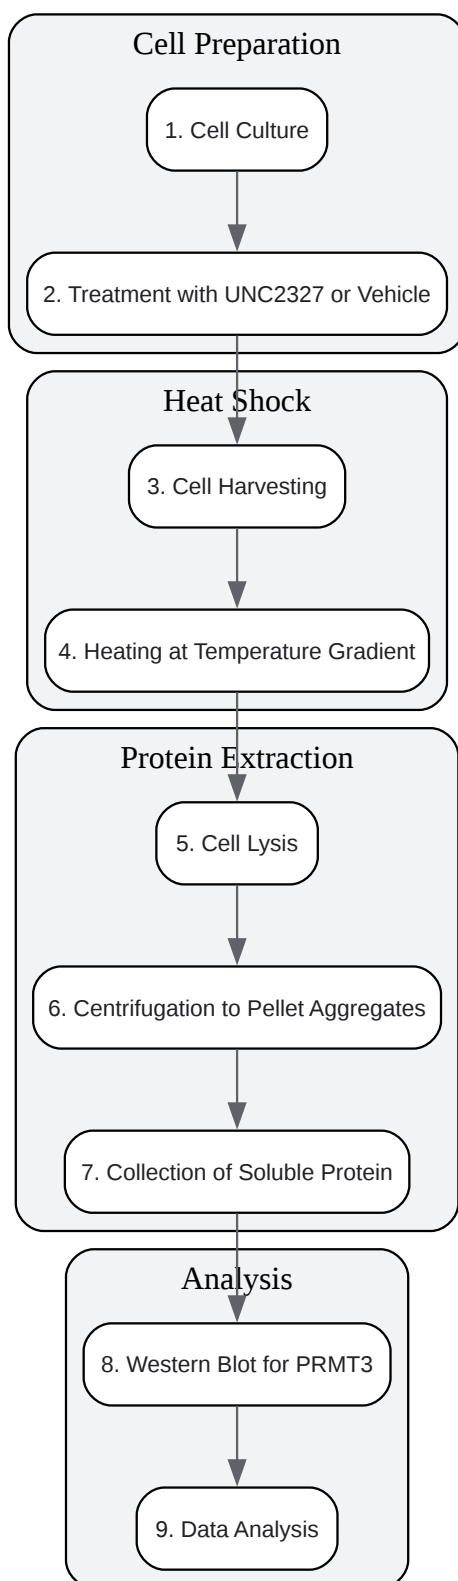 Cell Preparation
1. Cell Culture
2. Treatment with UNC2327 or Vehicle
Heat Shock
3. Cell Harvesting
4. Heating at Temperature Gradient
Protein Extraction
5. Cell Lysis
6. Centrifugation to Pellet Aggregates
7. Collection of Soluble Protein
Analysis
8. Western Blot for PRMT3
9. Data Analysis